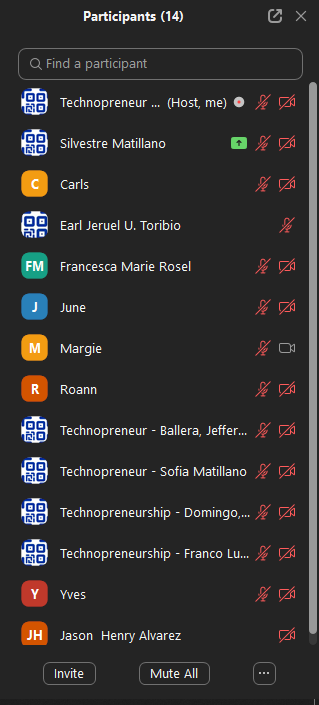 Participants (14)
Find a participant
Technopreneur ... (Host, me)
Silvestre Matillano
C Carls
Earl Jeruel U. Toribio
FM Francesca Marie Rosel
J June
M Margie
R Roann
Technopreneur - Ballera, Jeffer...
Technopreneur - Sofia Matillano
Technopreneurship - Domingo,...
Technopreneurship - Franco Lu...
Y Yves
JH Jason Henry Alvarez
Invite Mute All ...